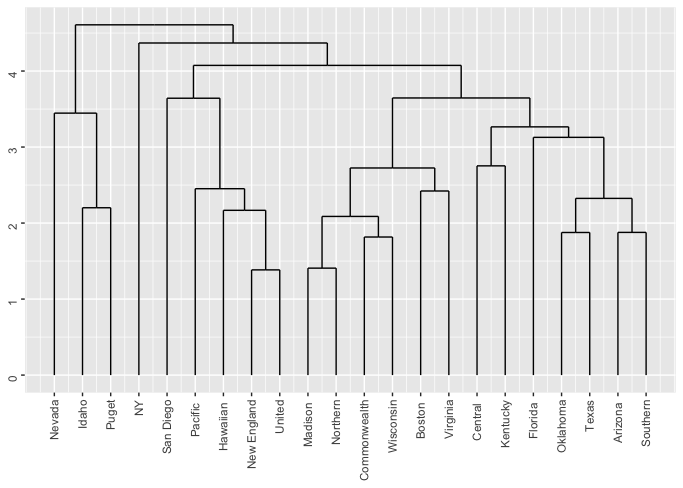 4
3
2
1
0
Nevada
Idaho
Puget
NY
San Diego
Pacific
Hawaiian
New England
United
Madison
Northern
Commonwealth
Wisconsin
Boston
Virginia
Central
Kentucky
Florida
Oklahoma
Texas
Arizona
Southern